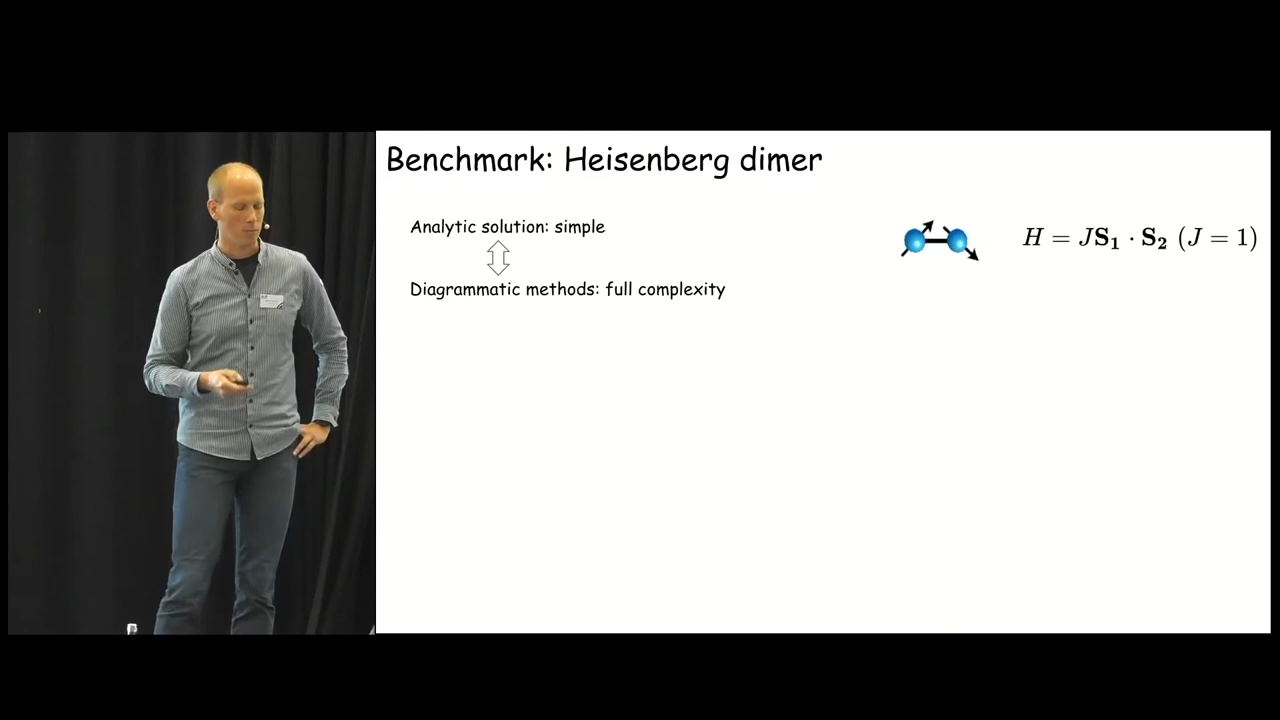 Benchmark: Heisenberg dimer
Analytic solution: simple
Diagrammatic methods: full complexity
H = JS₁ · S₂ (J = 1)